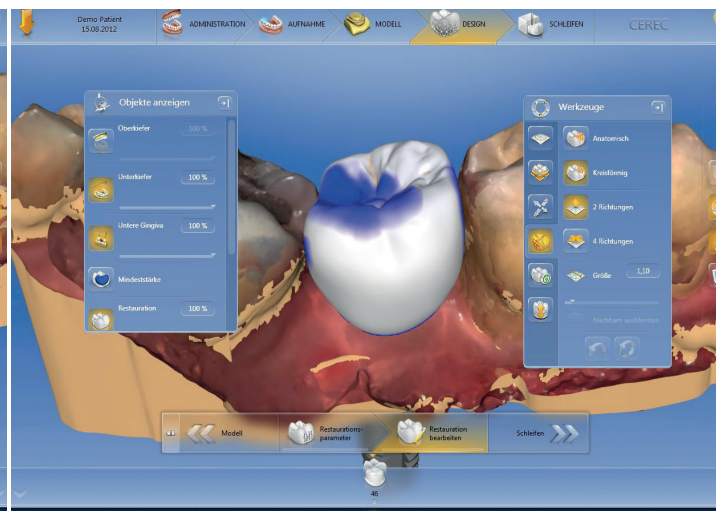 Demo Patient
15.08.2012
ADMINISTRATION
AUFNAHME
MODELL
DESIGN
SCHLEIFEN
CEREC
Objekte anzeigen
Oberkiefer 100 %
Unterkiefer 100 %
Untere Gingiva 100 %
Mindeststärke
Restauration 100 %
Werkzeuge
Anatomisch
Kreisförmig
2 Richtungen
4 Richtungen
Größe 1,10
Nachbarn ausblenden
Modell
Restaurations-
parameter
Restauration
bearbeiten
Schleifen
46